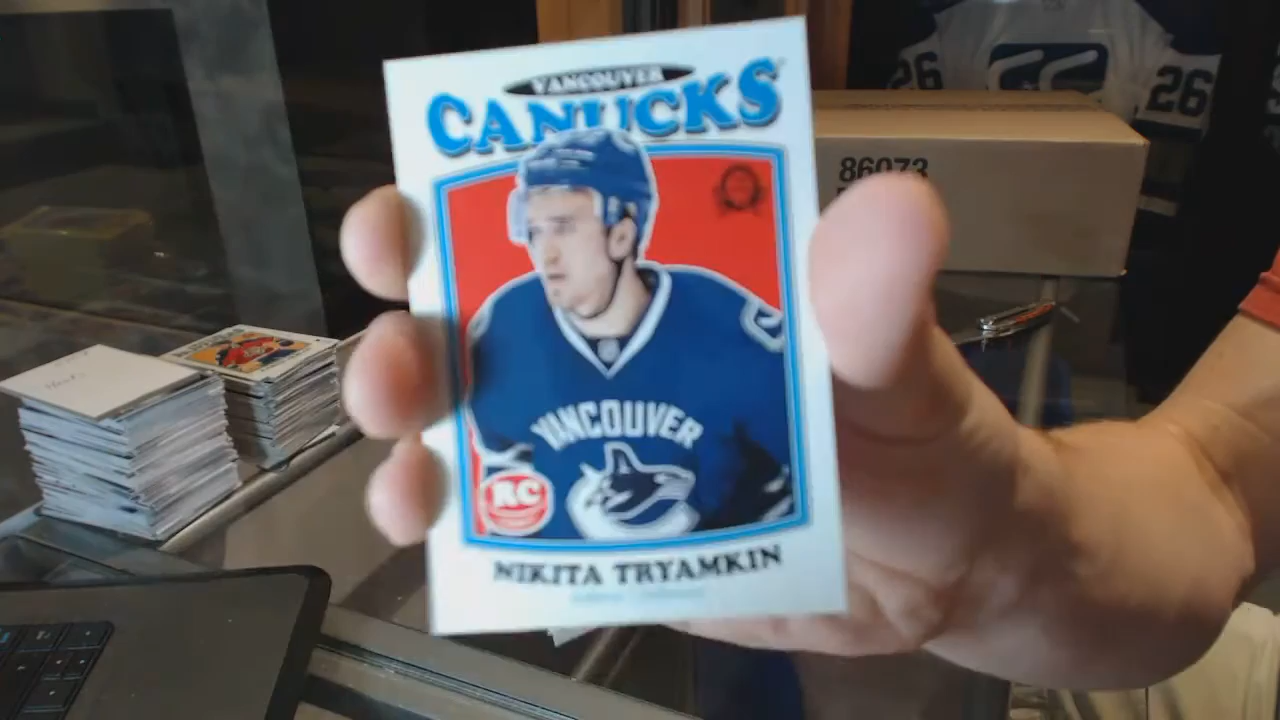 VANCOUVER
CANUCKS
VANCOUVER
RC
NIKITA TRYAMKIN
86073
26
26